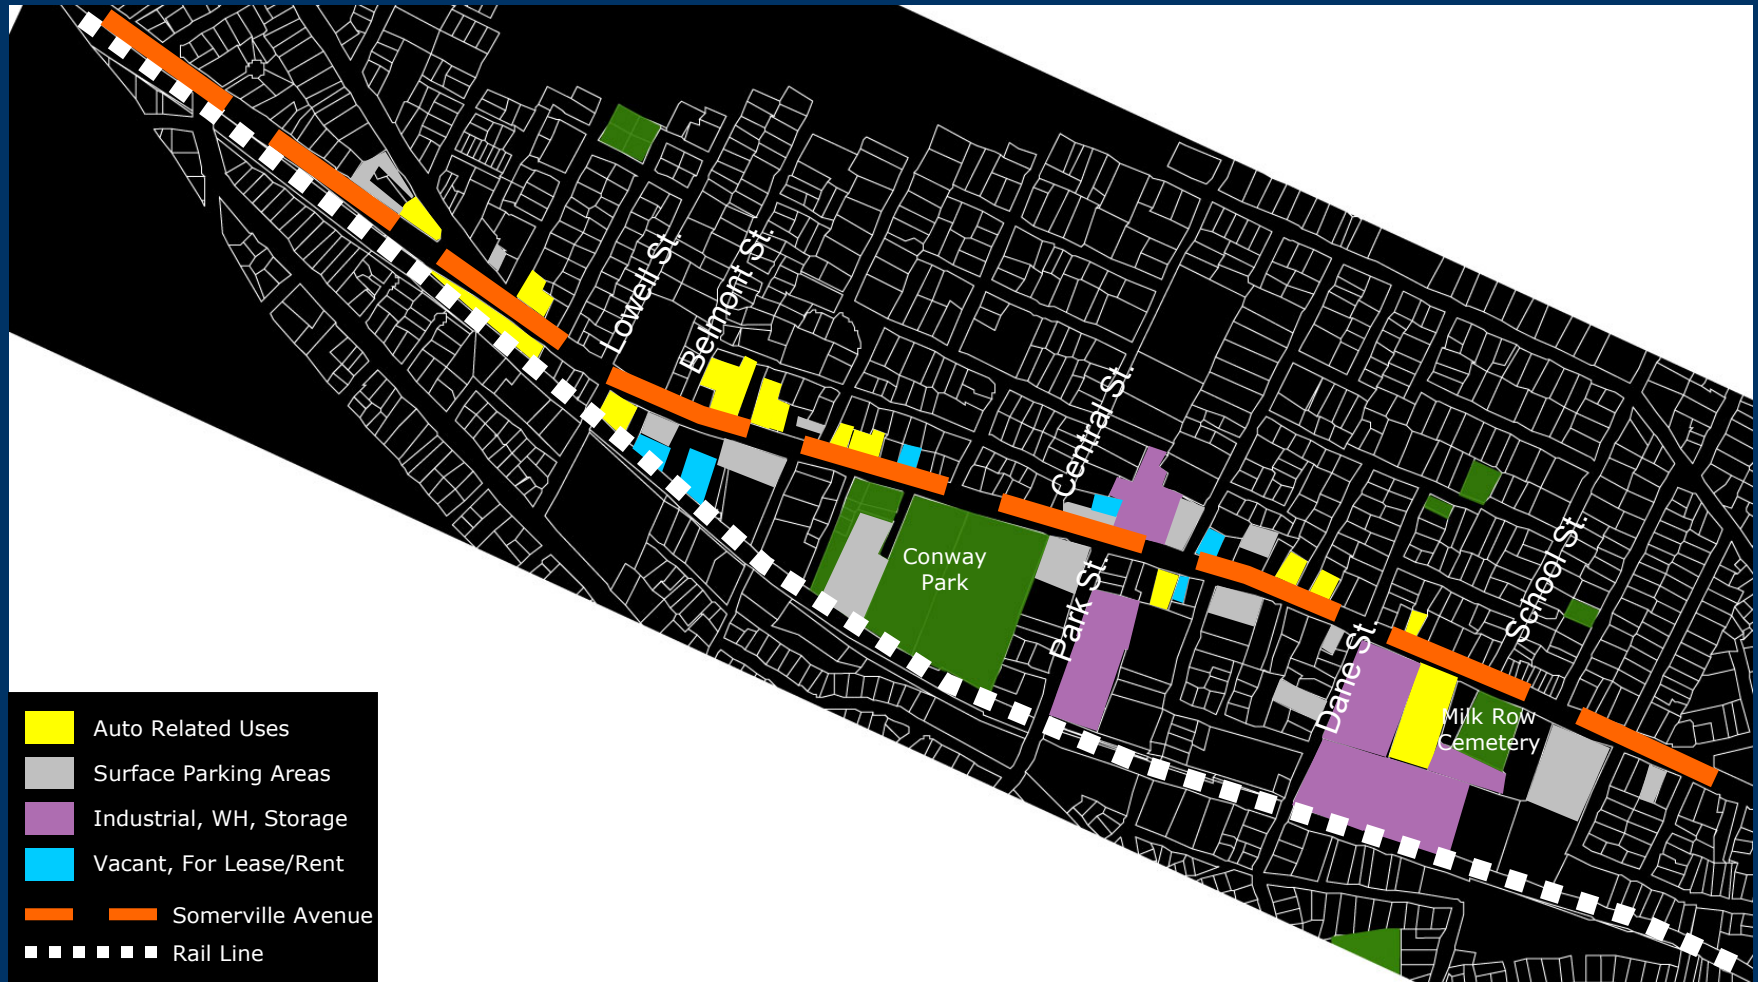 Lowell St.
Belmont St.
Central St.
Conway
Park
Park St.
School St.
Dane St.
Milk Row
Cemetery
Auto Related Uses
Surface Parking Areas
Industrial, WH, Storage
Vacant, For Lease/Rent
Somerville Avenue
Rail Line